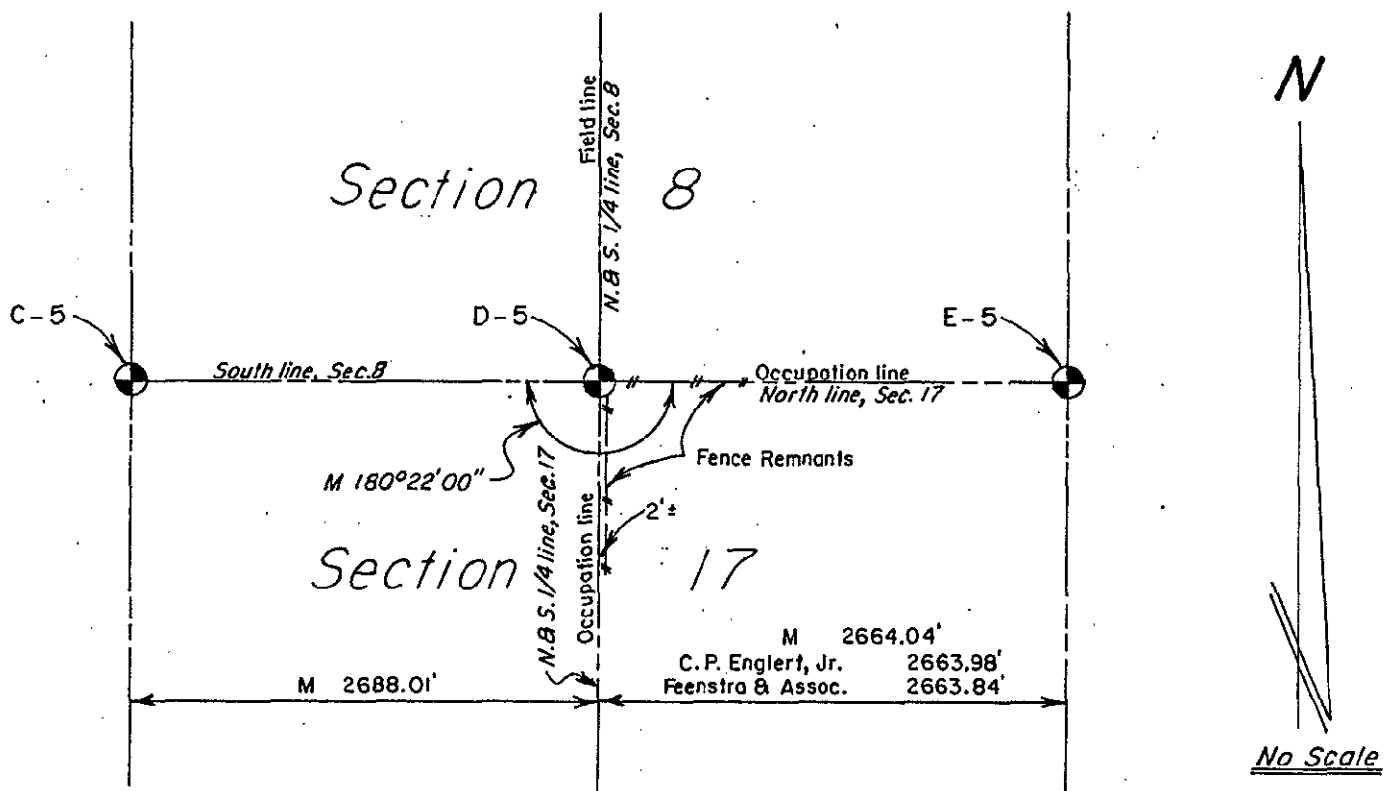 N
Field line
N.& S. 1/4 line, Sec. 8
Section 8
C-5
D-5
E-5
South line, Sec.8
Occupation line
North line, Sec. 17
M 180°22'00"
Fence Remnants
2'±
N.& S. 1/4 line, Sec. 17
Occupation line
Section 17
M 2664.04'
C.P. Englert, Jr. 2663.98'
Feenstra & Assoc. 2663.84'
M 2688.01'
No Scale